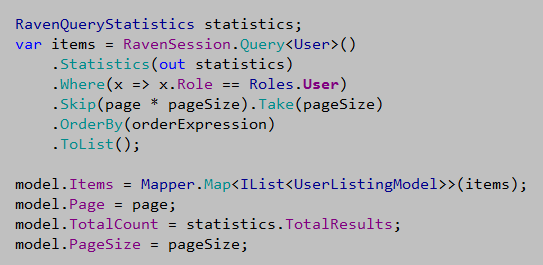 RavenQueryStatistics statistics;
var items = RavenSession.Query<User>()
    .Statistics(out statistics)
    .Where(x => x.Role == Roles.User)
    .Skip(page * pageSize).Take(pageSize)
    .OrderBy(orderExpression)
    .ToList();

model.Items = Mapper.Map<IList<UserListingModel>>(items);
model.Page = page;
model.TotalCount = statistics.TotalResults;
model.PageSize = pageSize;